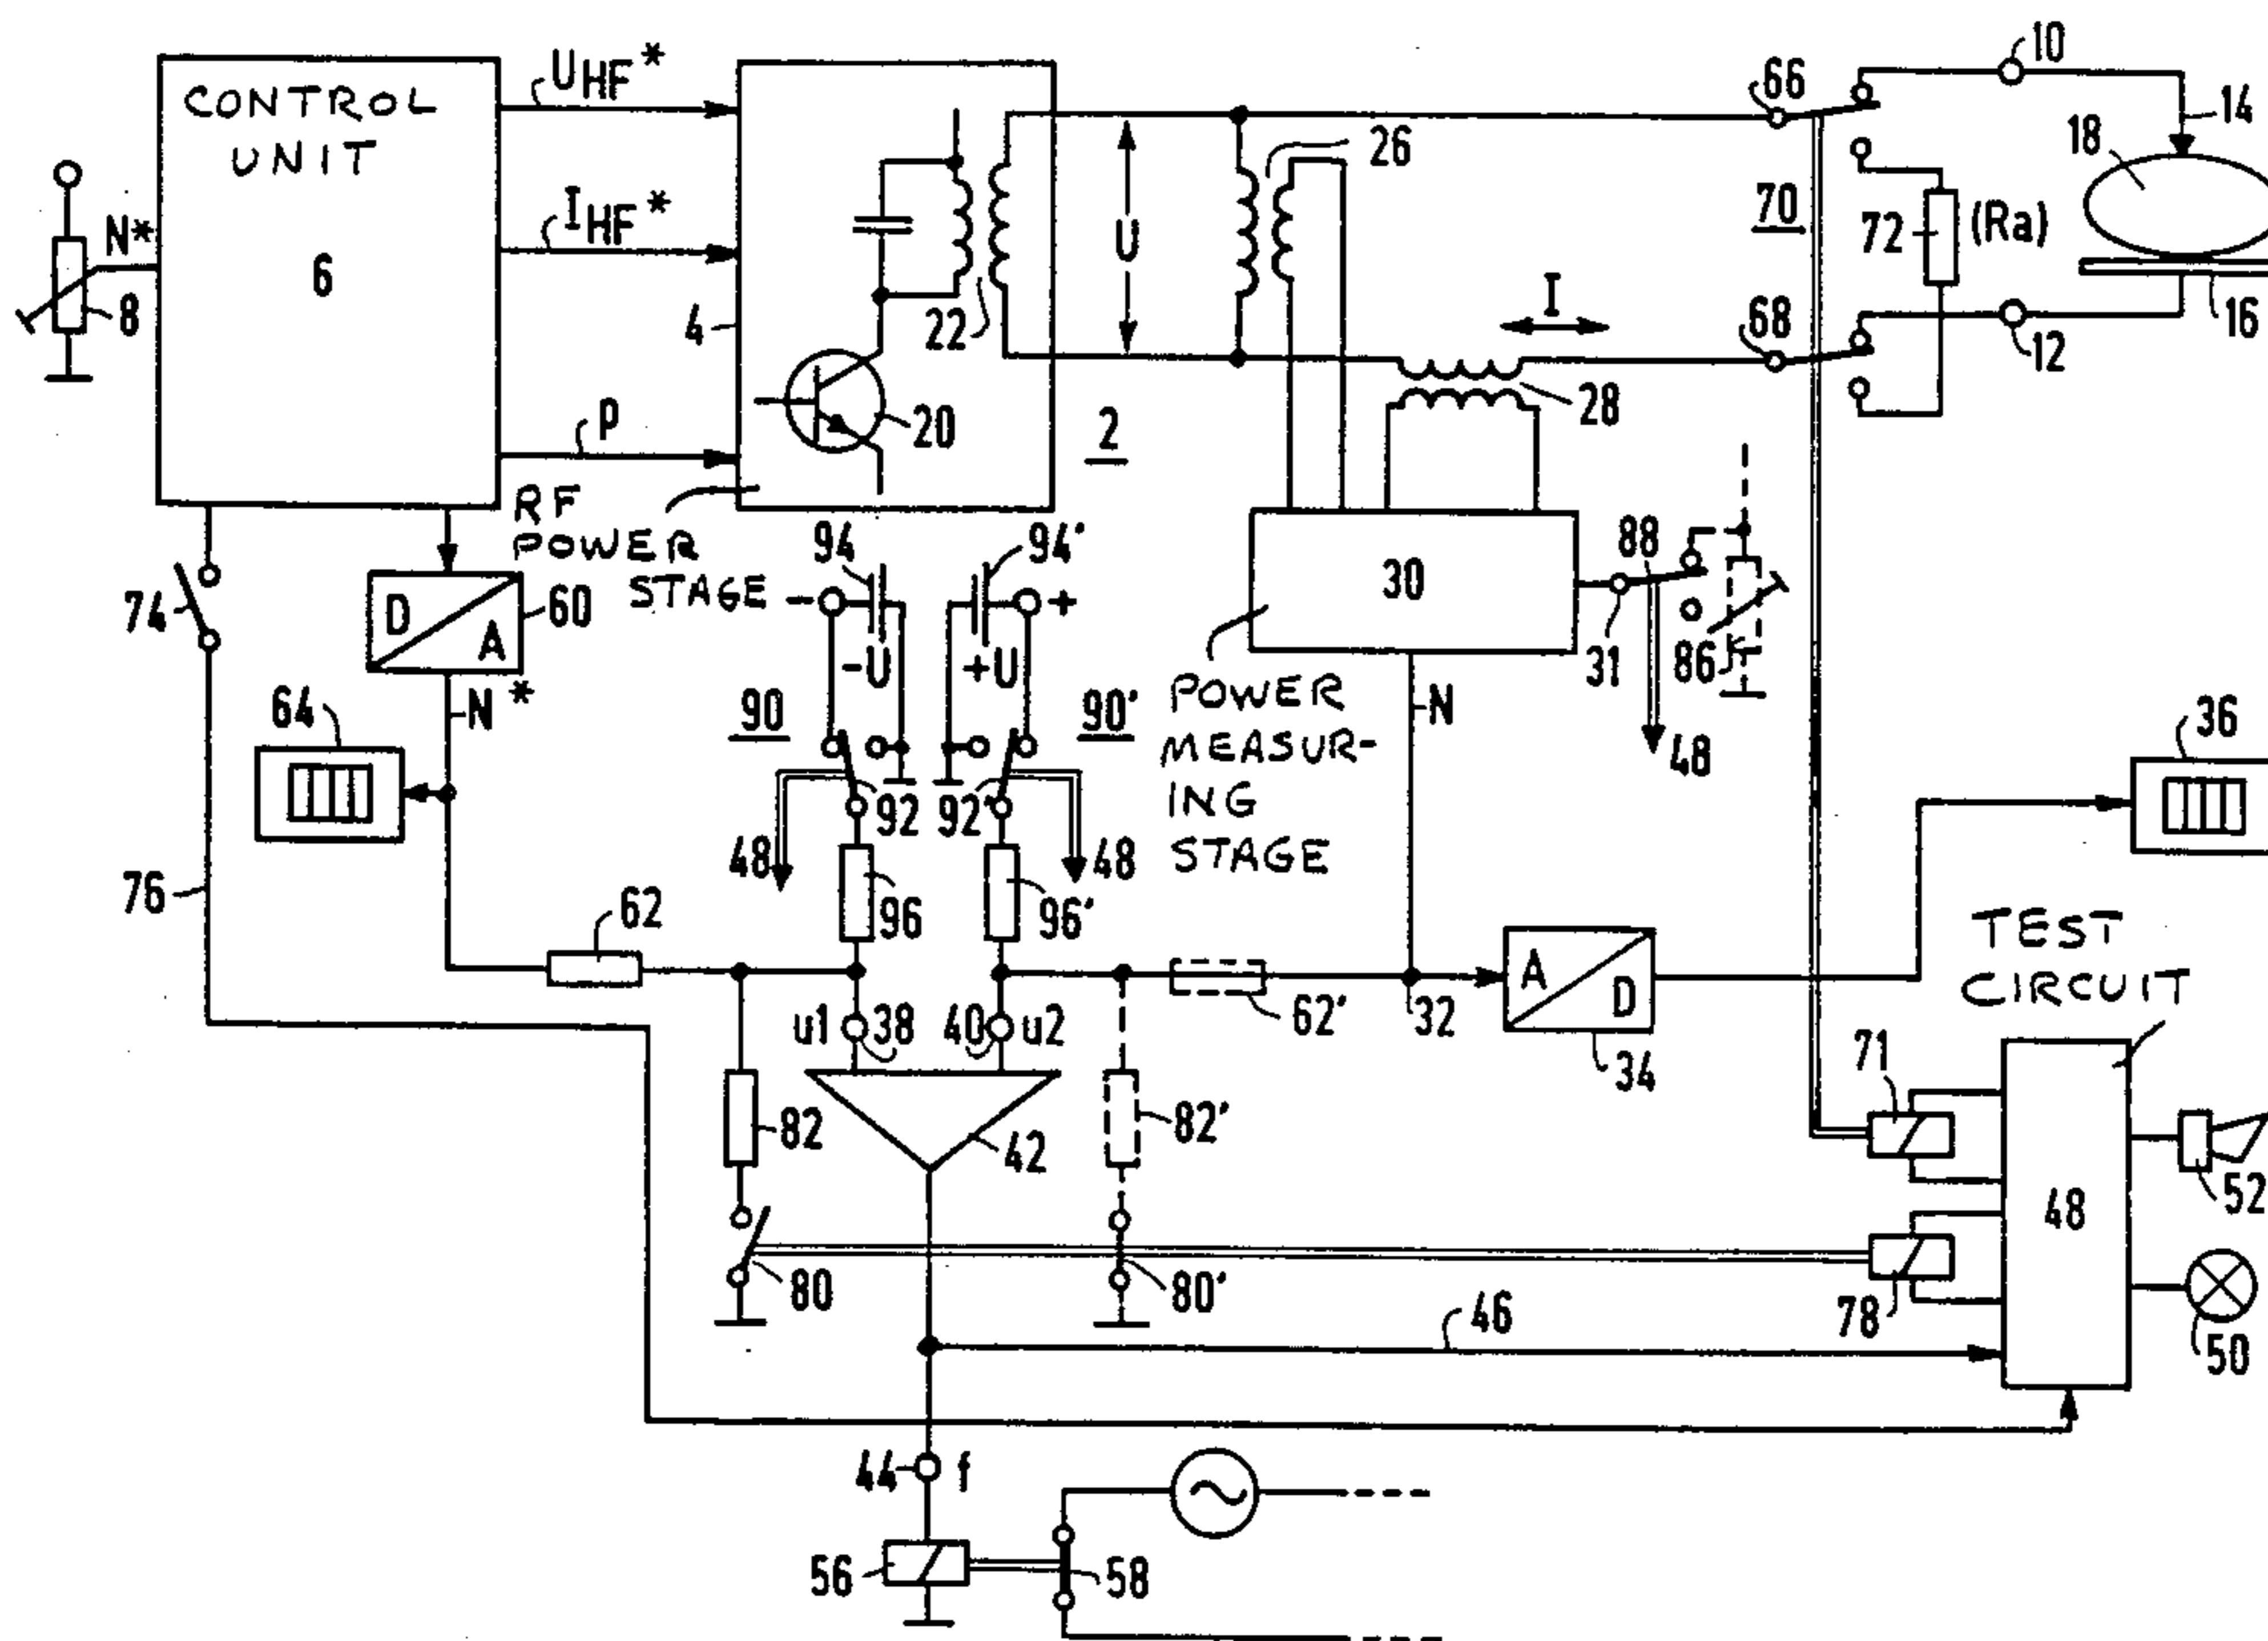 CONTROL
UNIT
6
N*
8
UHF*
IHF*
p
4
20
22
2
U
26
I
28
66
68
70
72
(Ra)
10
12
14
16
18
RF
POWER
STAGE
74
D
A
60
N*
64
76
62
94
94'
-
+
-U
+U
90
90'
92
92'
48
48
96
96'
30
31
88
86
48
POWER
MEASUR-
ING
STAGE
N
36
u1
38
40
u2
62'
32
A
D
34
TEST
CIRCUIT
82
42
82'
71
48
52
80
80'
78
50
46
44
f
56
58